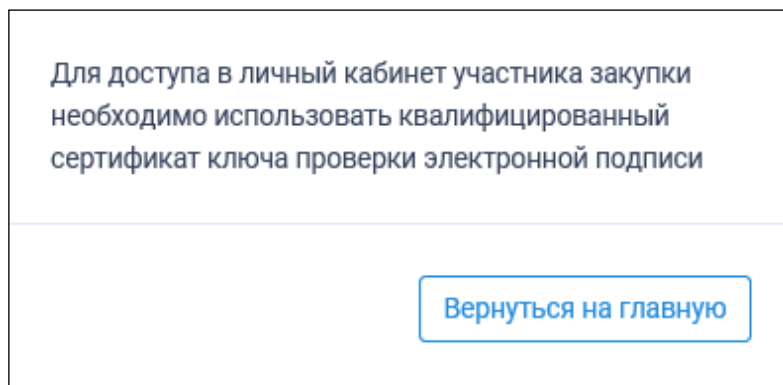 Для доступа в личный кабинет участника закупки
необходимо использовать квалифицированный
сертификат ключа проверки электронной подписи
Вернуться на главную